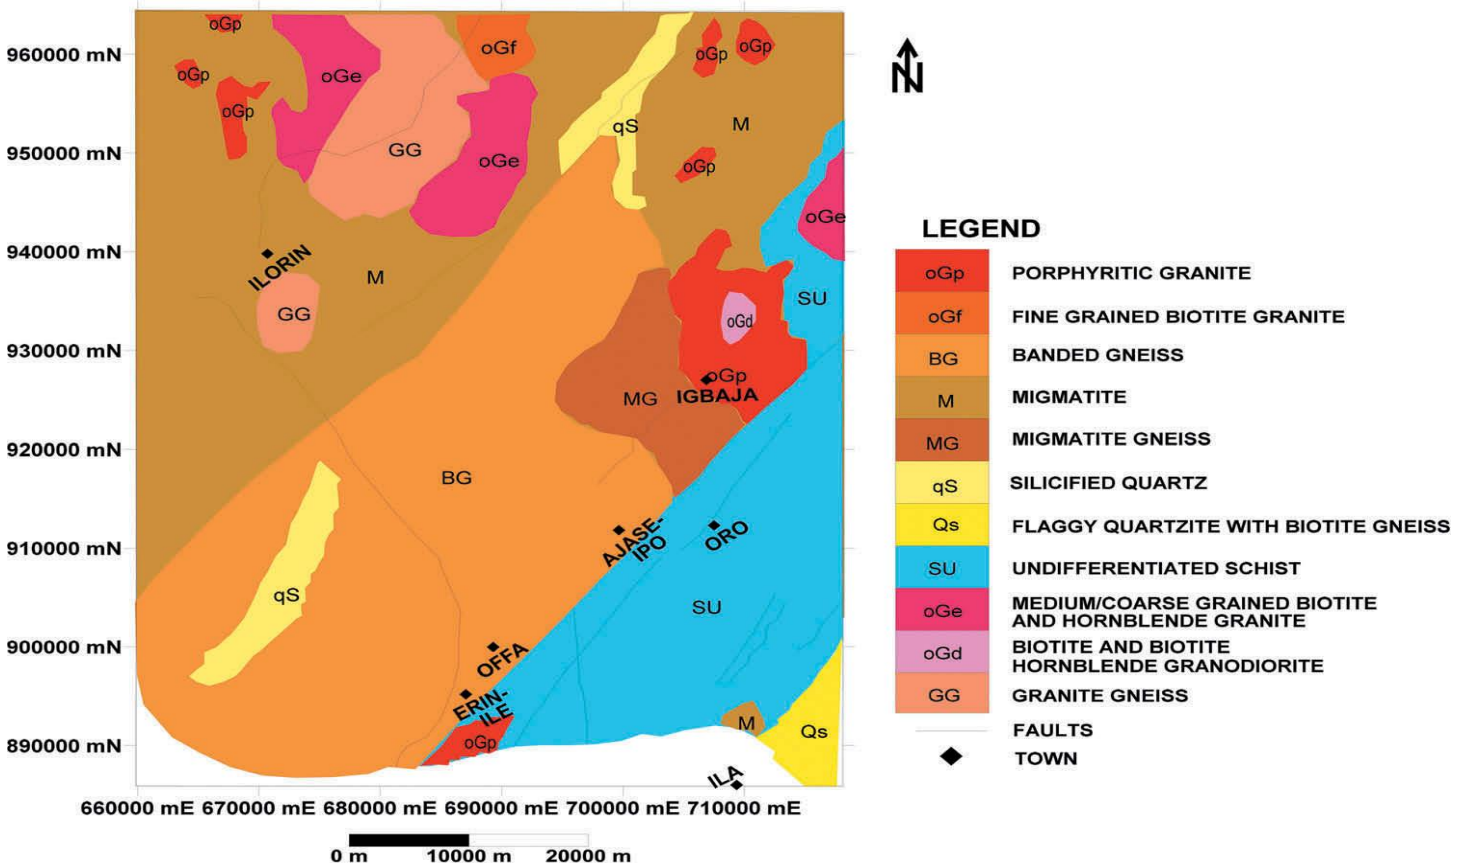 960000 mN
950000 mN
940000 mN
930000 mN
920000 mN
910000 mN
900000 mN
890000 mN
oGp
oGe
oGf
oGp
oGp
oGp
oGp
GG
oGe
qS
M
oGp
oGe
ILORIN
M
GG
SU
oGd
oGp
IGBAJA
MG
BG
AJASE-
IPO
ORO
qS
SU
OFFA
ERIN-
ILE
oGp
M
Qs
ILA
660000 mE 670000 mE 680000 mE 690000 mE 700000 mE 710000 mE
0 m 10000 m 20000 m
N
LEGEND
oGp PORPHYRITIC GRANITE
oGf FINE GRAINED BIOTITE GRANITE
BG BANDED GNEISS
M MIGMATITE
MG MIGMATITE GNEISS
qS SILICIFIED QUARTZ
Qs FLAGGY QUARTZITE WITH BIOTITE GNEISS
SU UNDIFFERENTIATED SCHIST
oGe MEDIUM/COARSE GRAINED BIOTITE
AND HORNBLENDE GRANITE
oGd BIOTITE AND BIOTITE
HORNBLENDE GRANODIORITE
GG GRANITE GNEISS
FAULTS
TOWN